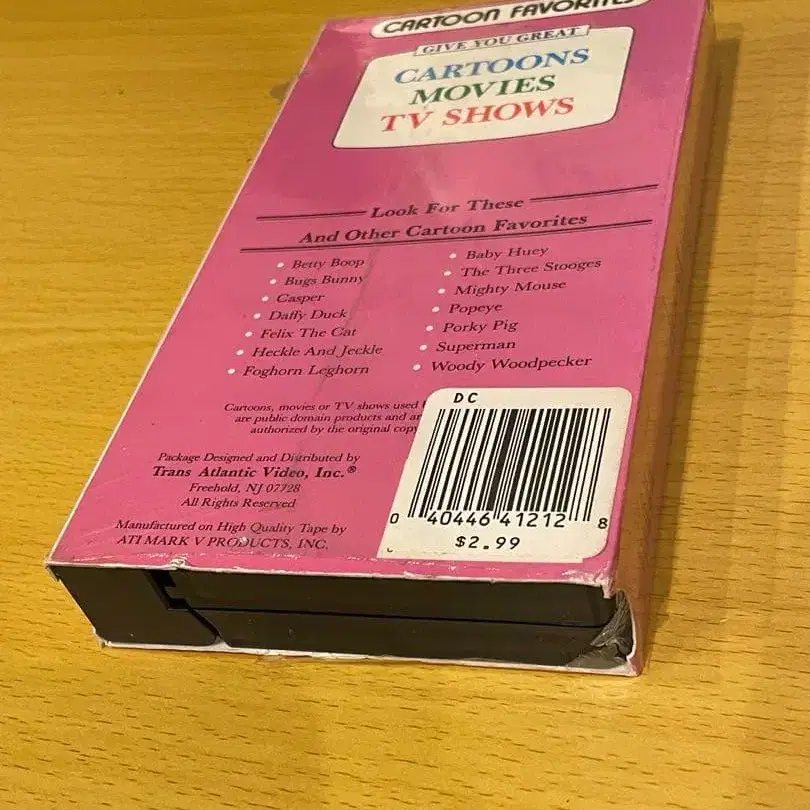 CARTOON FAVORITES
GIVE YOU GREAT
CARTOONS
MOVIES
TV SHOWS
Look For These
And Other Cartoon Favorites
• Betty Boop
• Bugs Bunny
• Casper
• Daffy Duck
• Felix The Cat
• Heckle And Jeckle
• Foghorn Leghorn
• Baby Huey
• The Three Stooges
• Mighty Mouse
• Popeye
• Porky Pig
• Superman
• Woody Woodpecker
Cartoons, movies or TV shows used
are public domain products and
authorized by the original
Package Designed and Distributed by
Trans Atlantic Video, Inc.®
Freehold, NJ 07728
All Rights Reserved
Manufactured on High Quality Tape by
ATI MARK V PRODUCTS, INC.
DC
0 40446 41212 8
$2.99